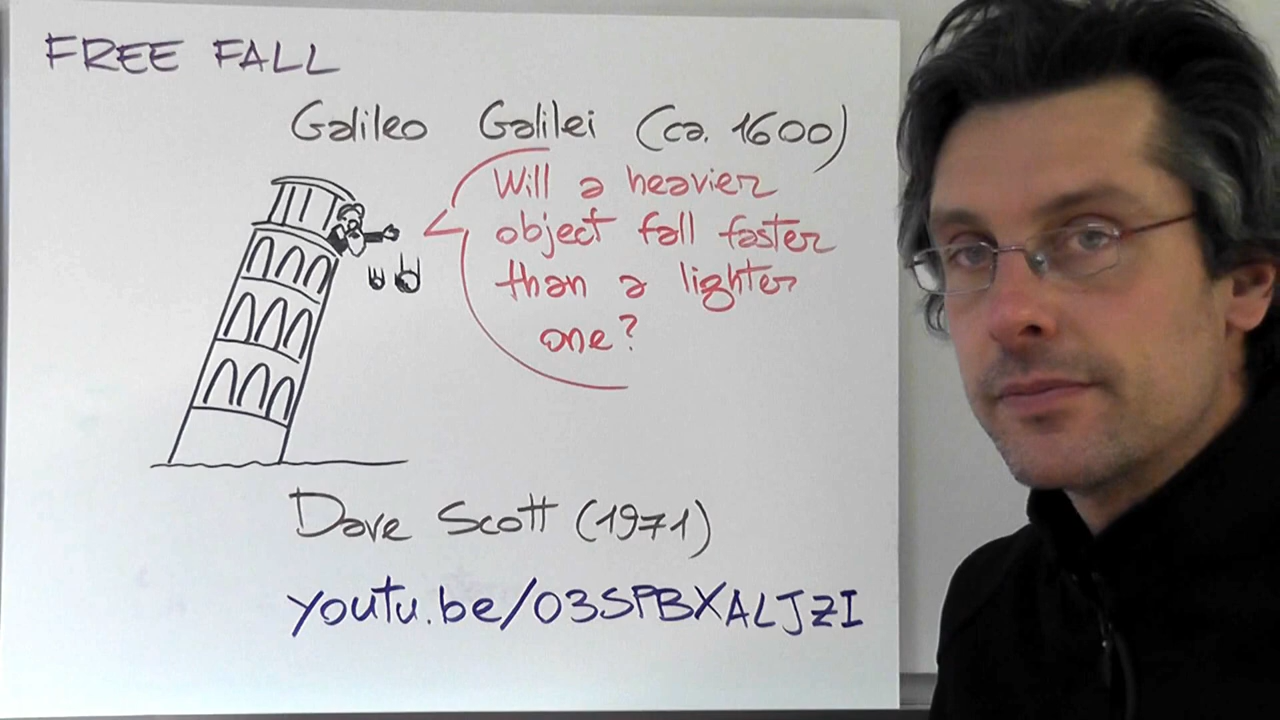 FREE FALL
Galileo Galilei (ca. 1600)
Will a heavier
object fall faster
than a lighter
one?
Dave Scott (1971)
youtu.be/03SPBXALJZI